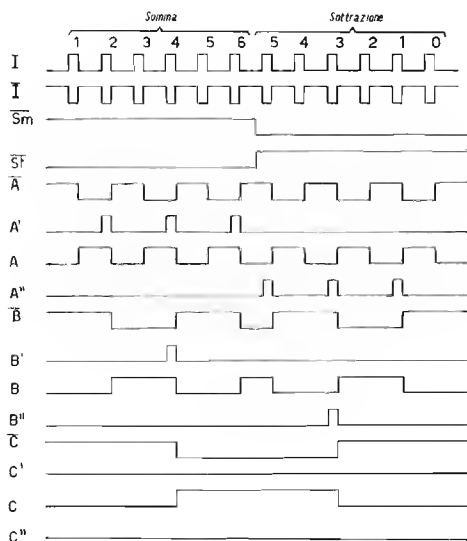 Somma Sottrazione
1 2 3 4 5 6 5 4 3 2 1 0
I
I̅
S̅m̅
S̅t̅
A̅
A'
A
A"
B̅
B'
B
B"
C̅
C'
C
C"